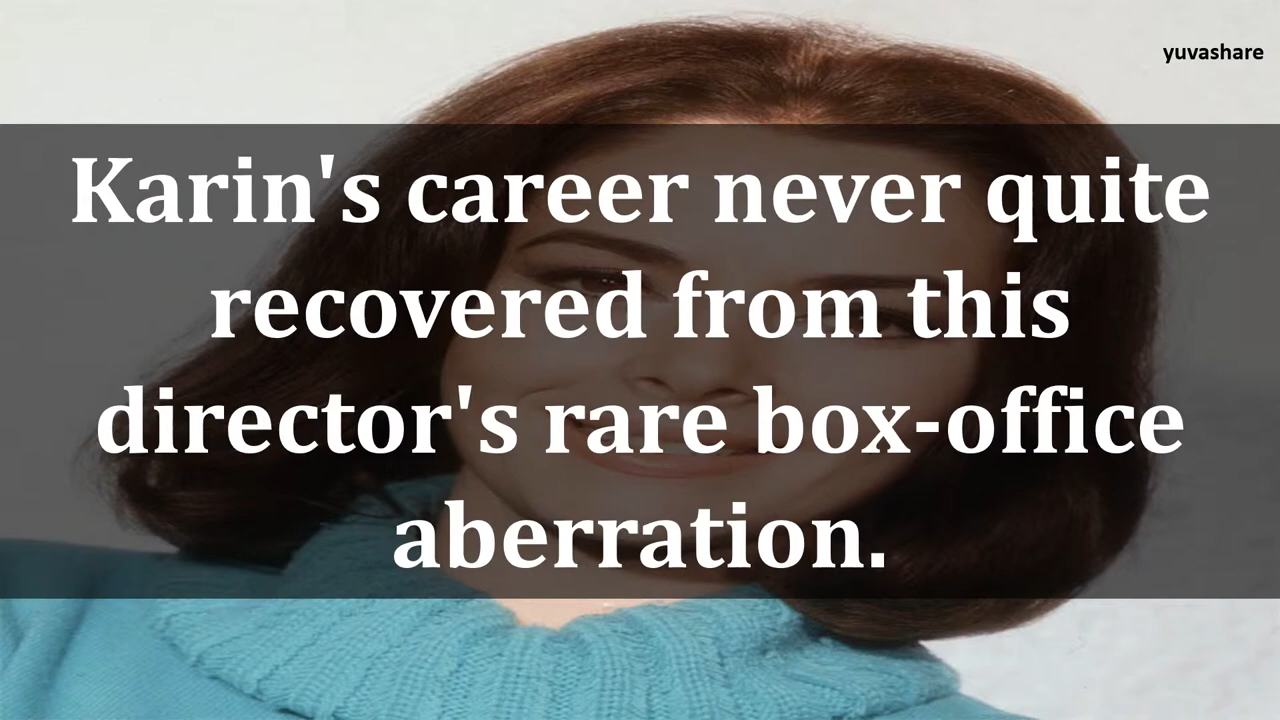 yuvashare
Karin's career never quite
recovered from this
director's rare box-office
aberration.